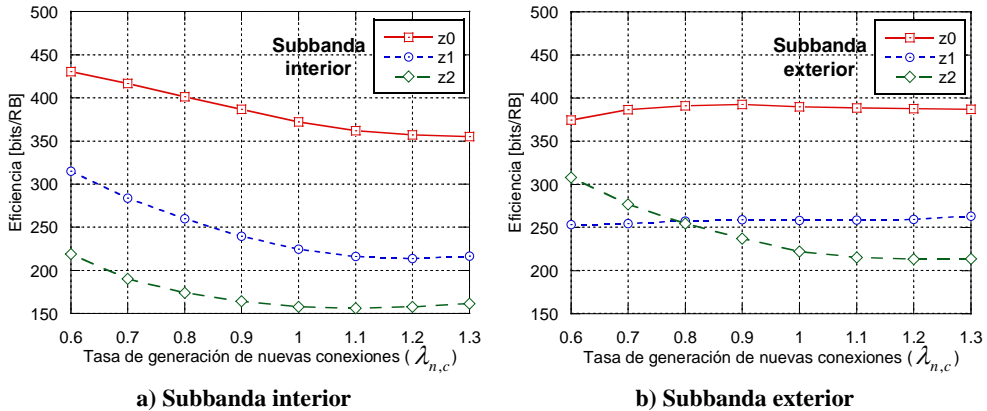 500
450
400
350
300
250
200
150
Eficiencia [bits/RB]
Subbanda
interior
z0
z1
z2
0.6 0.7 0.8 0.9 1 1.1 1.2 1.3
Tasa de generación de nuevas conexiones ( λn,c)
a) Subbanda interior
500
450
400
350
300
250
200
150
Eficiencia [bits/RB]
Subbanda
exterior
z0
z1
z2
0.6 0.7 0.8 0.9 1 1.1 1.2 1.3
Tasa de generación de nuevas conexiones ( λn,c)
b) Subbanda exterior